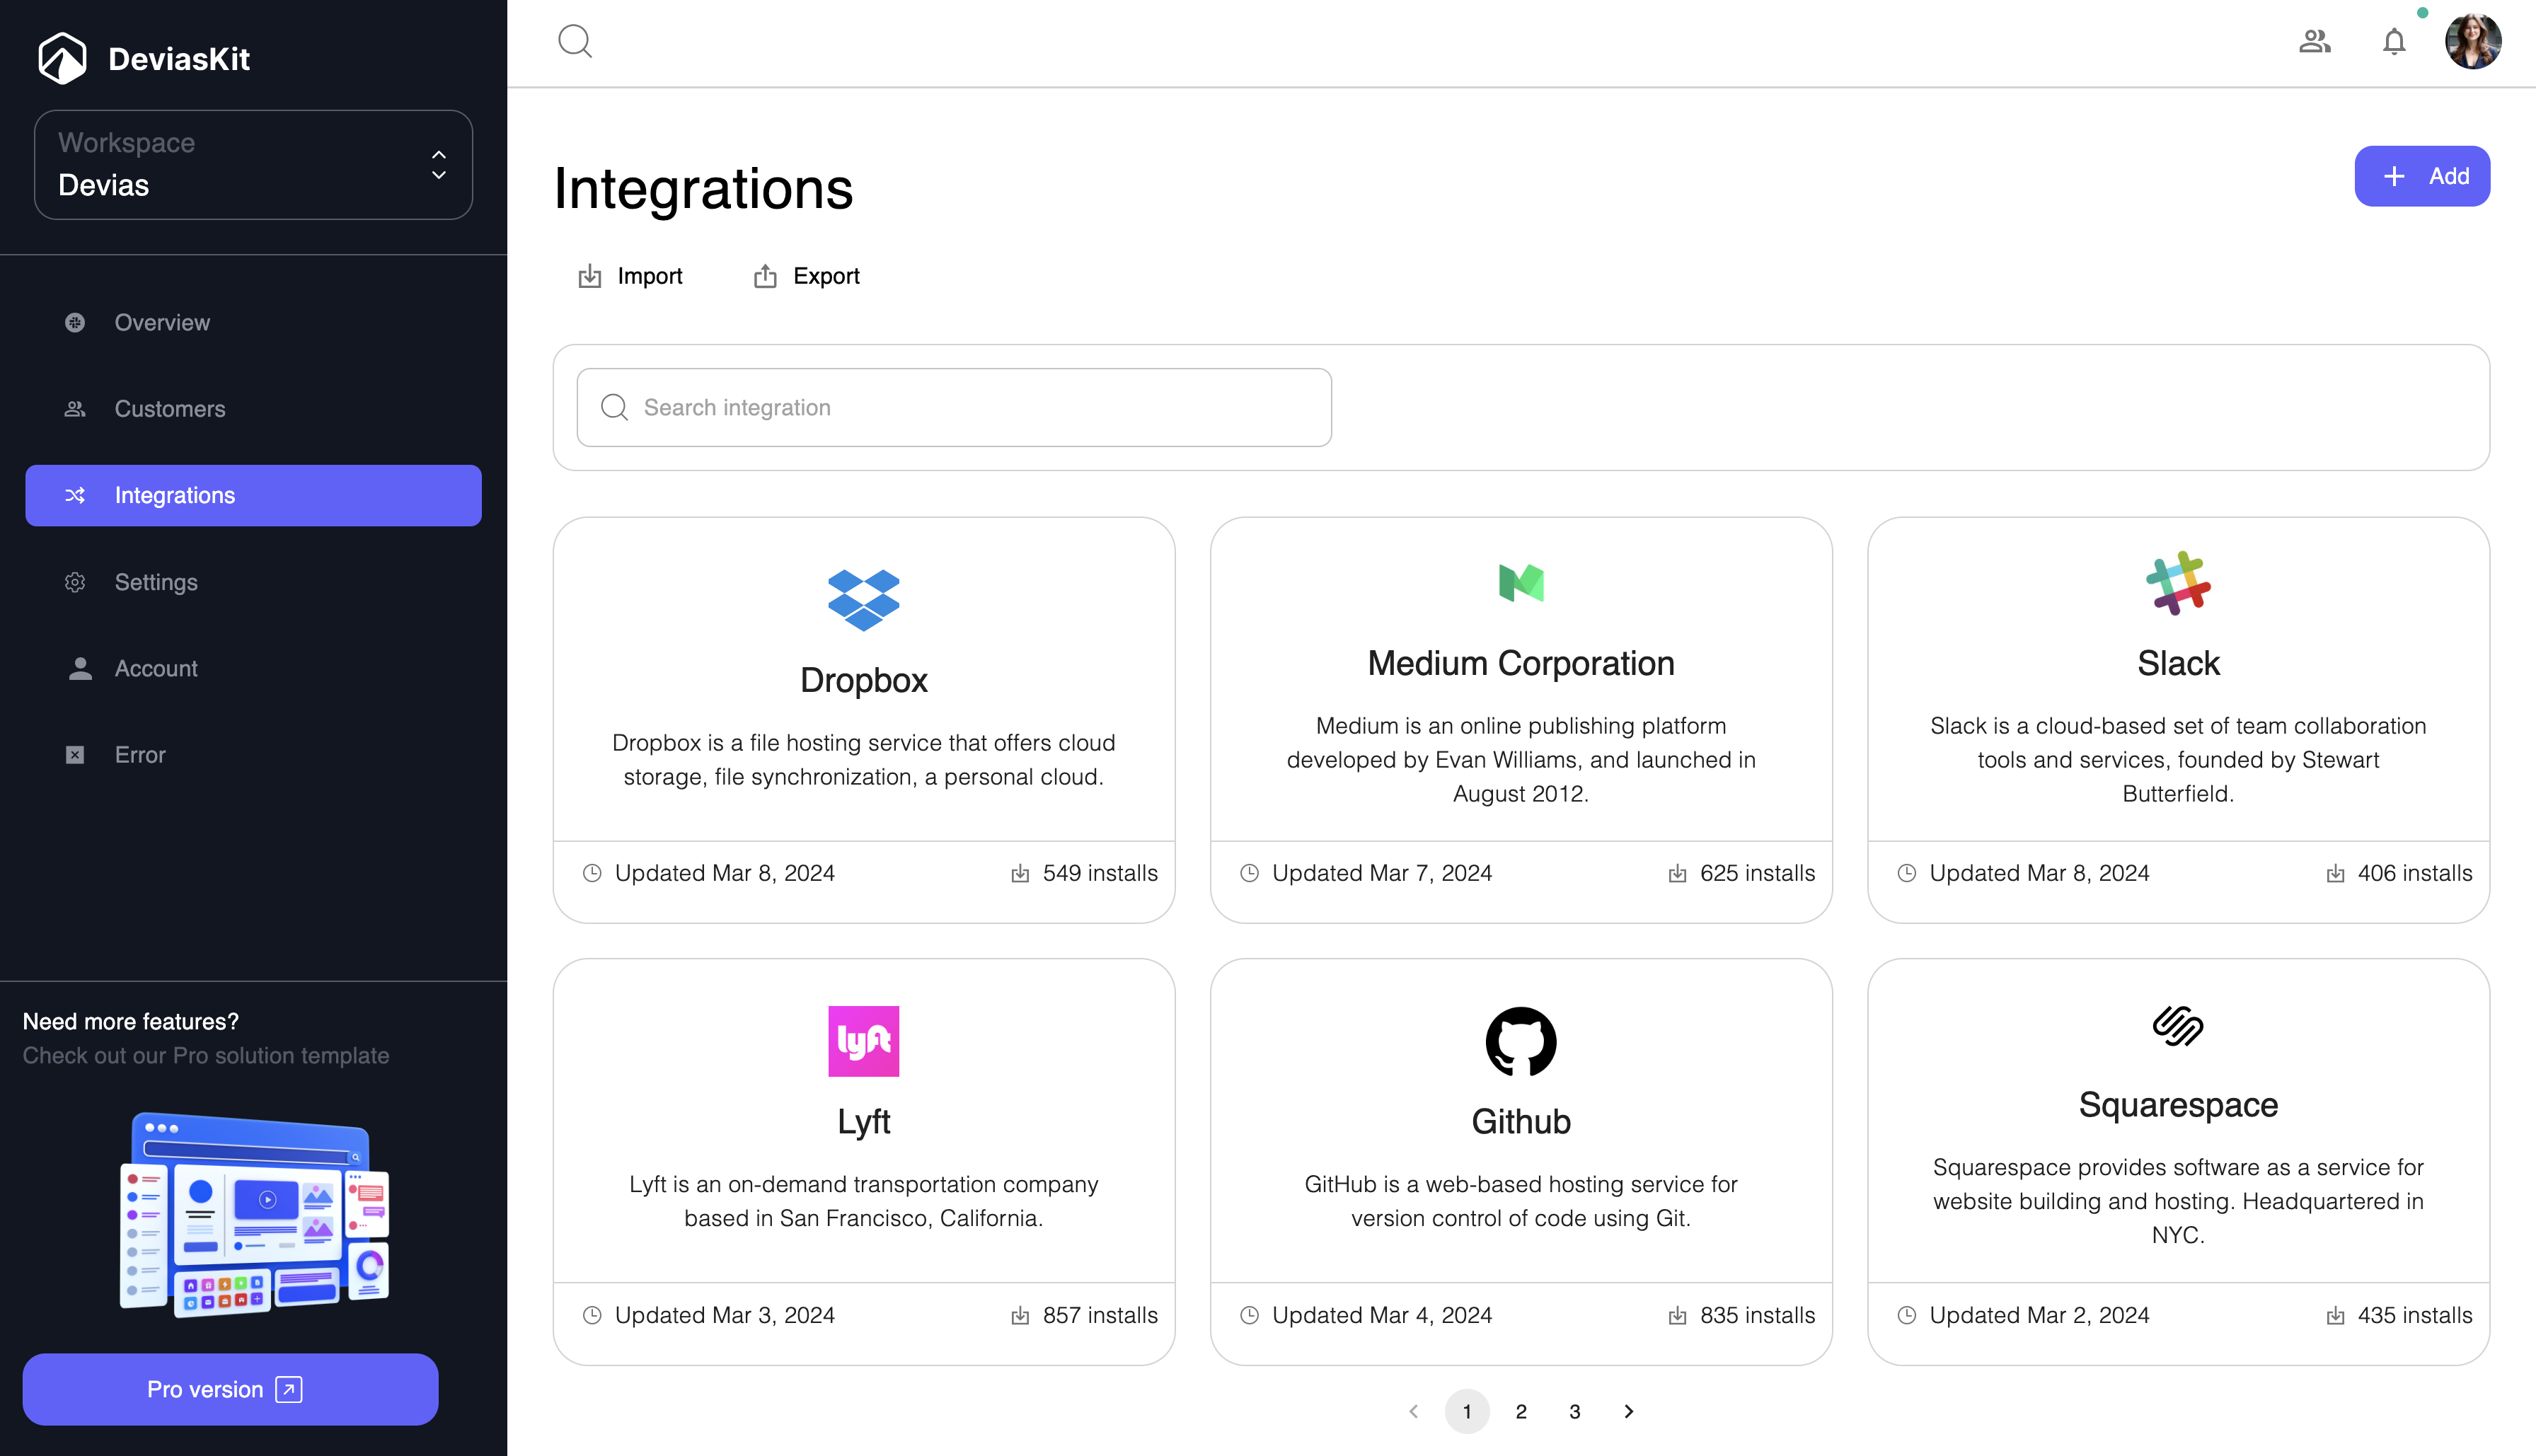 DeviasKit
Workspace
Devias
Overview
Customers
Integrations
Settings
Account
Error
Need more features?
Check out our Pro solution template
Pro version
Integrations
Add
Import
Export
Search integration
Dropbox
Dropbox is a file hosting service that offers cloud
storage, file synchronization, a personal cloud.
Updated Mar 8, 2024
549 installs
Medium Corporation
Medium is an online publishing platform
developed by Evan Williams, and launched in
August 2012.
Updated Mar 7, 2024
625 installs
Slack
Slack is a cloud-based set of team collaboration
tools and services, founded by Stewart
Butterfield.
Updated Mar 8, 2024
406 installs
lyft
Lyft
Lyft is an on-demand transportation company
based in San Francisco, California.
Updated Mar 3, 2024
857 installs
Github
GitHub is a web-based hosting service for
version control of code using Git.
Updated Mar 4, 2024
835 installs
Squarespace
Squarespace provides software as a service for
website building and hosting. Headquartered in
NYC.
Updated Mar 2, 2024
435 installs
1 2 3